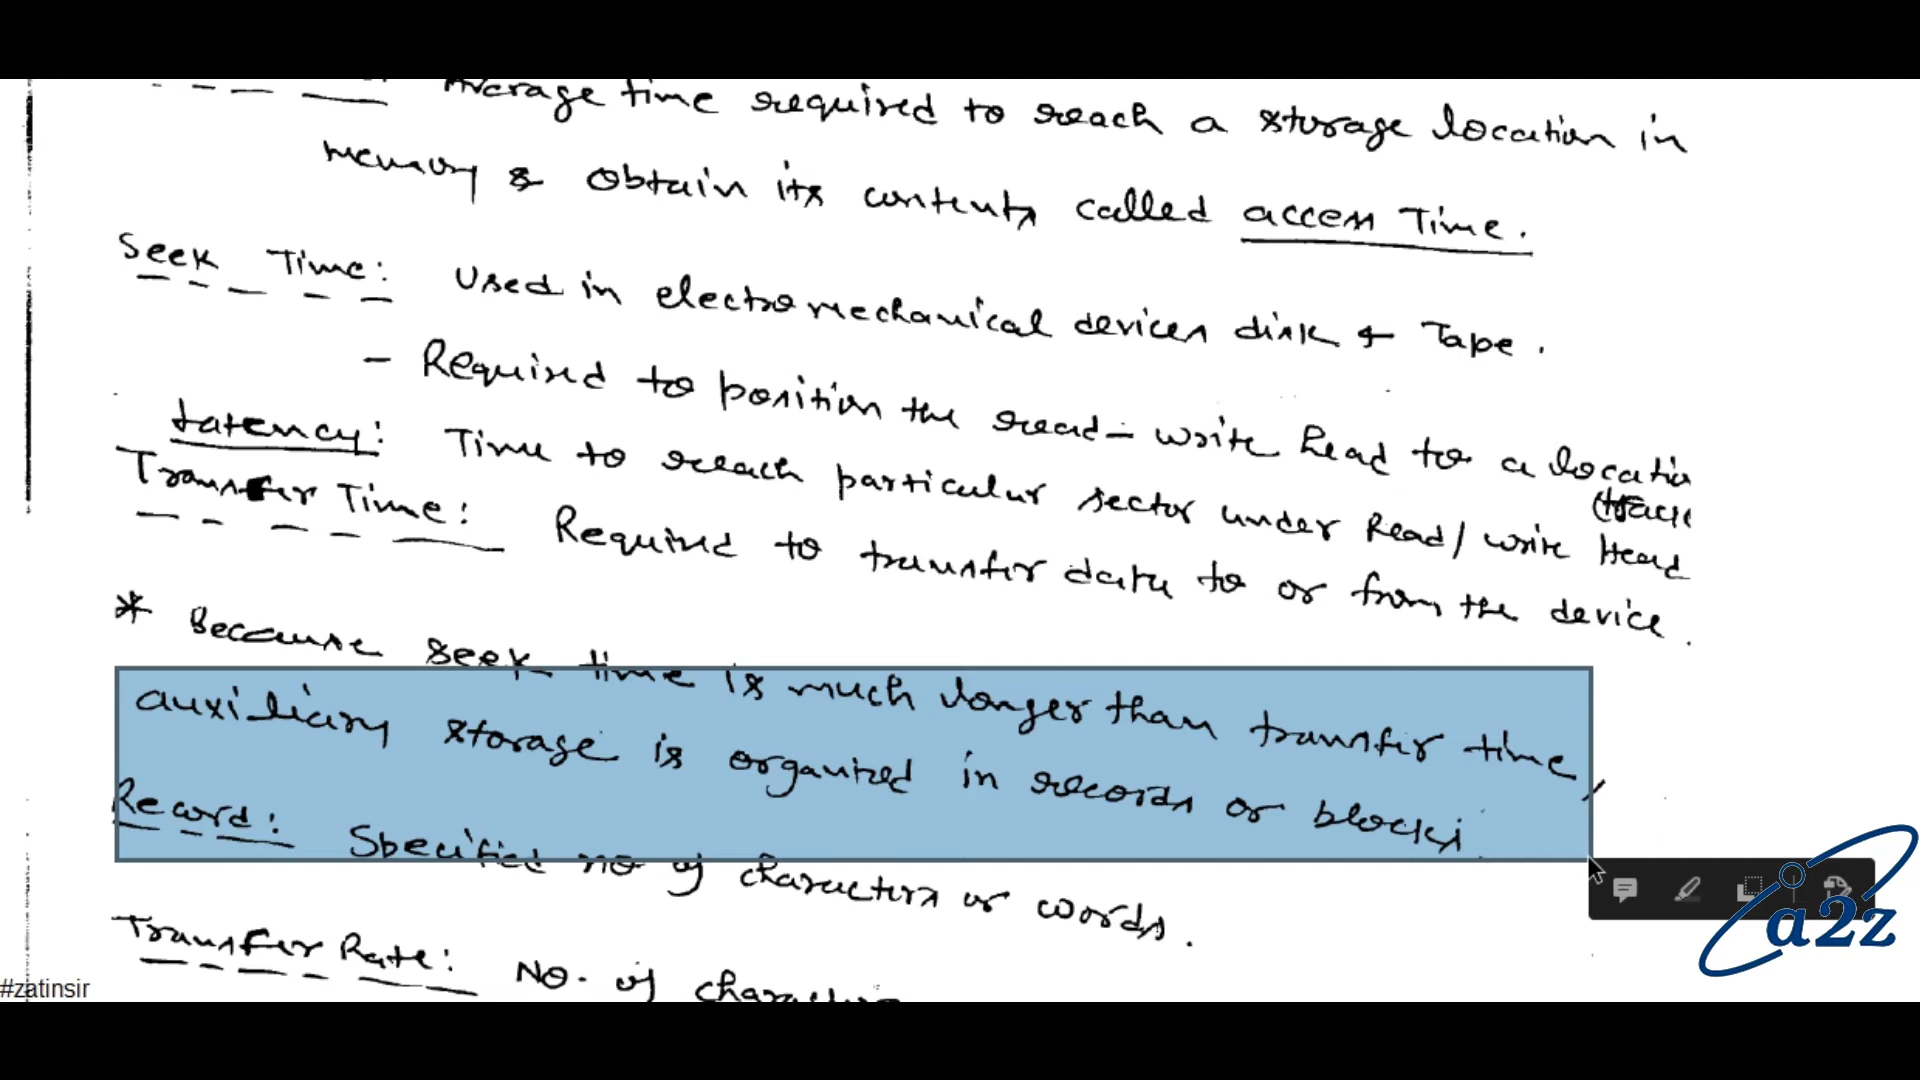 Average time required to reach a storage location in
memory & obtain its contents called access Time.
Seek Time: Used in electromechanical devices disk & Tape.
- Required to position the read-write head to a locatio
(track
Latency: Time to reach particular sector under Read/write Head
Transfer Time: Required to transfer data to or from the device.
* Because seek time is much longer than transfer time,
auxiliary storage is organized in records or blocks
Record: Specified no of characters or words.
Transfer Rate: No. of characters
#zatinsir
a2z